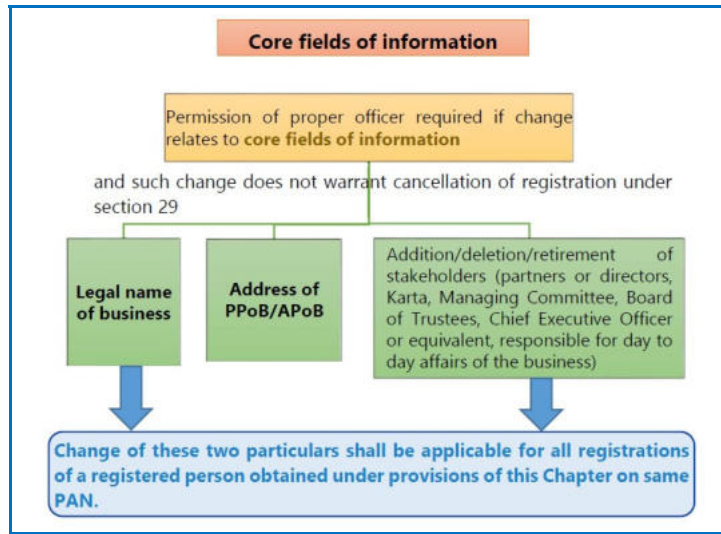 Core fields of information
Permission of proper officer required if change
relates to core fields of information
and such change does not warrant cancellation of registration under
section 29
Legal name
of business
Address of
PPoB/APoB
Addition/deletion/retirement of
stakeholders (partners or directors,
Karta, Managing Committee, Board
of Trustees, Chief Executive Officer
or equivalent, responsible for day to
day affairs of the business)
Change of these two particulars shall be applicable for all registrations
of a registered person obtained under provisions of this Chapter on same
PAN.